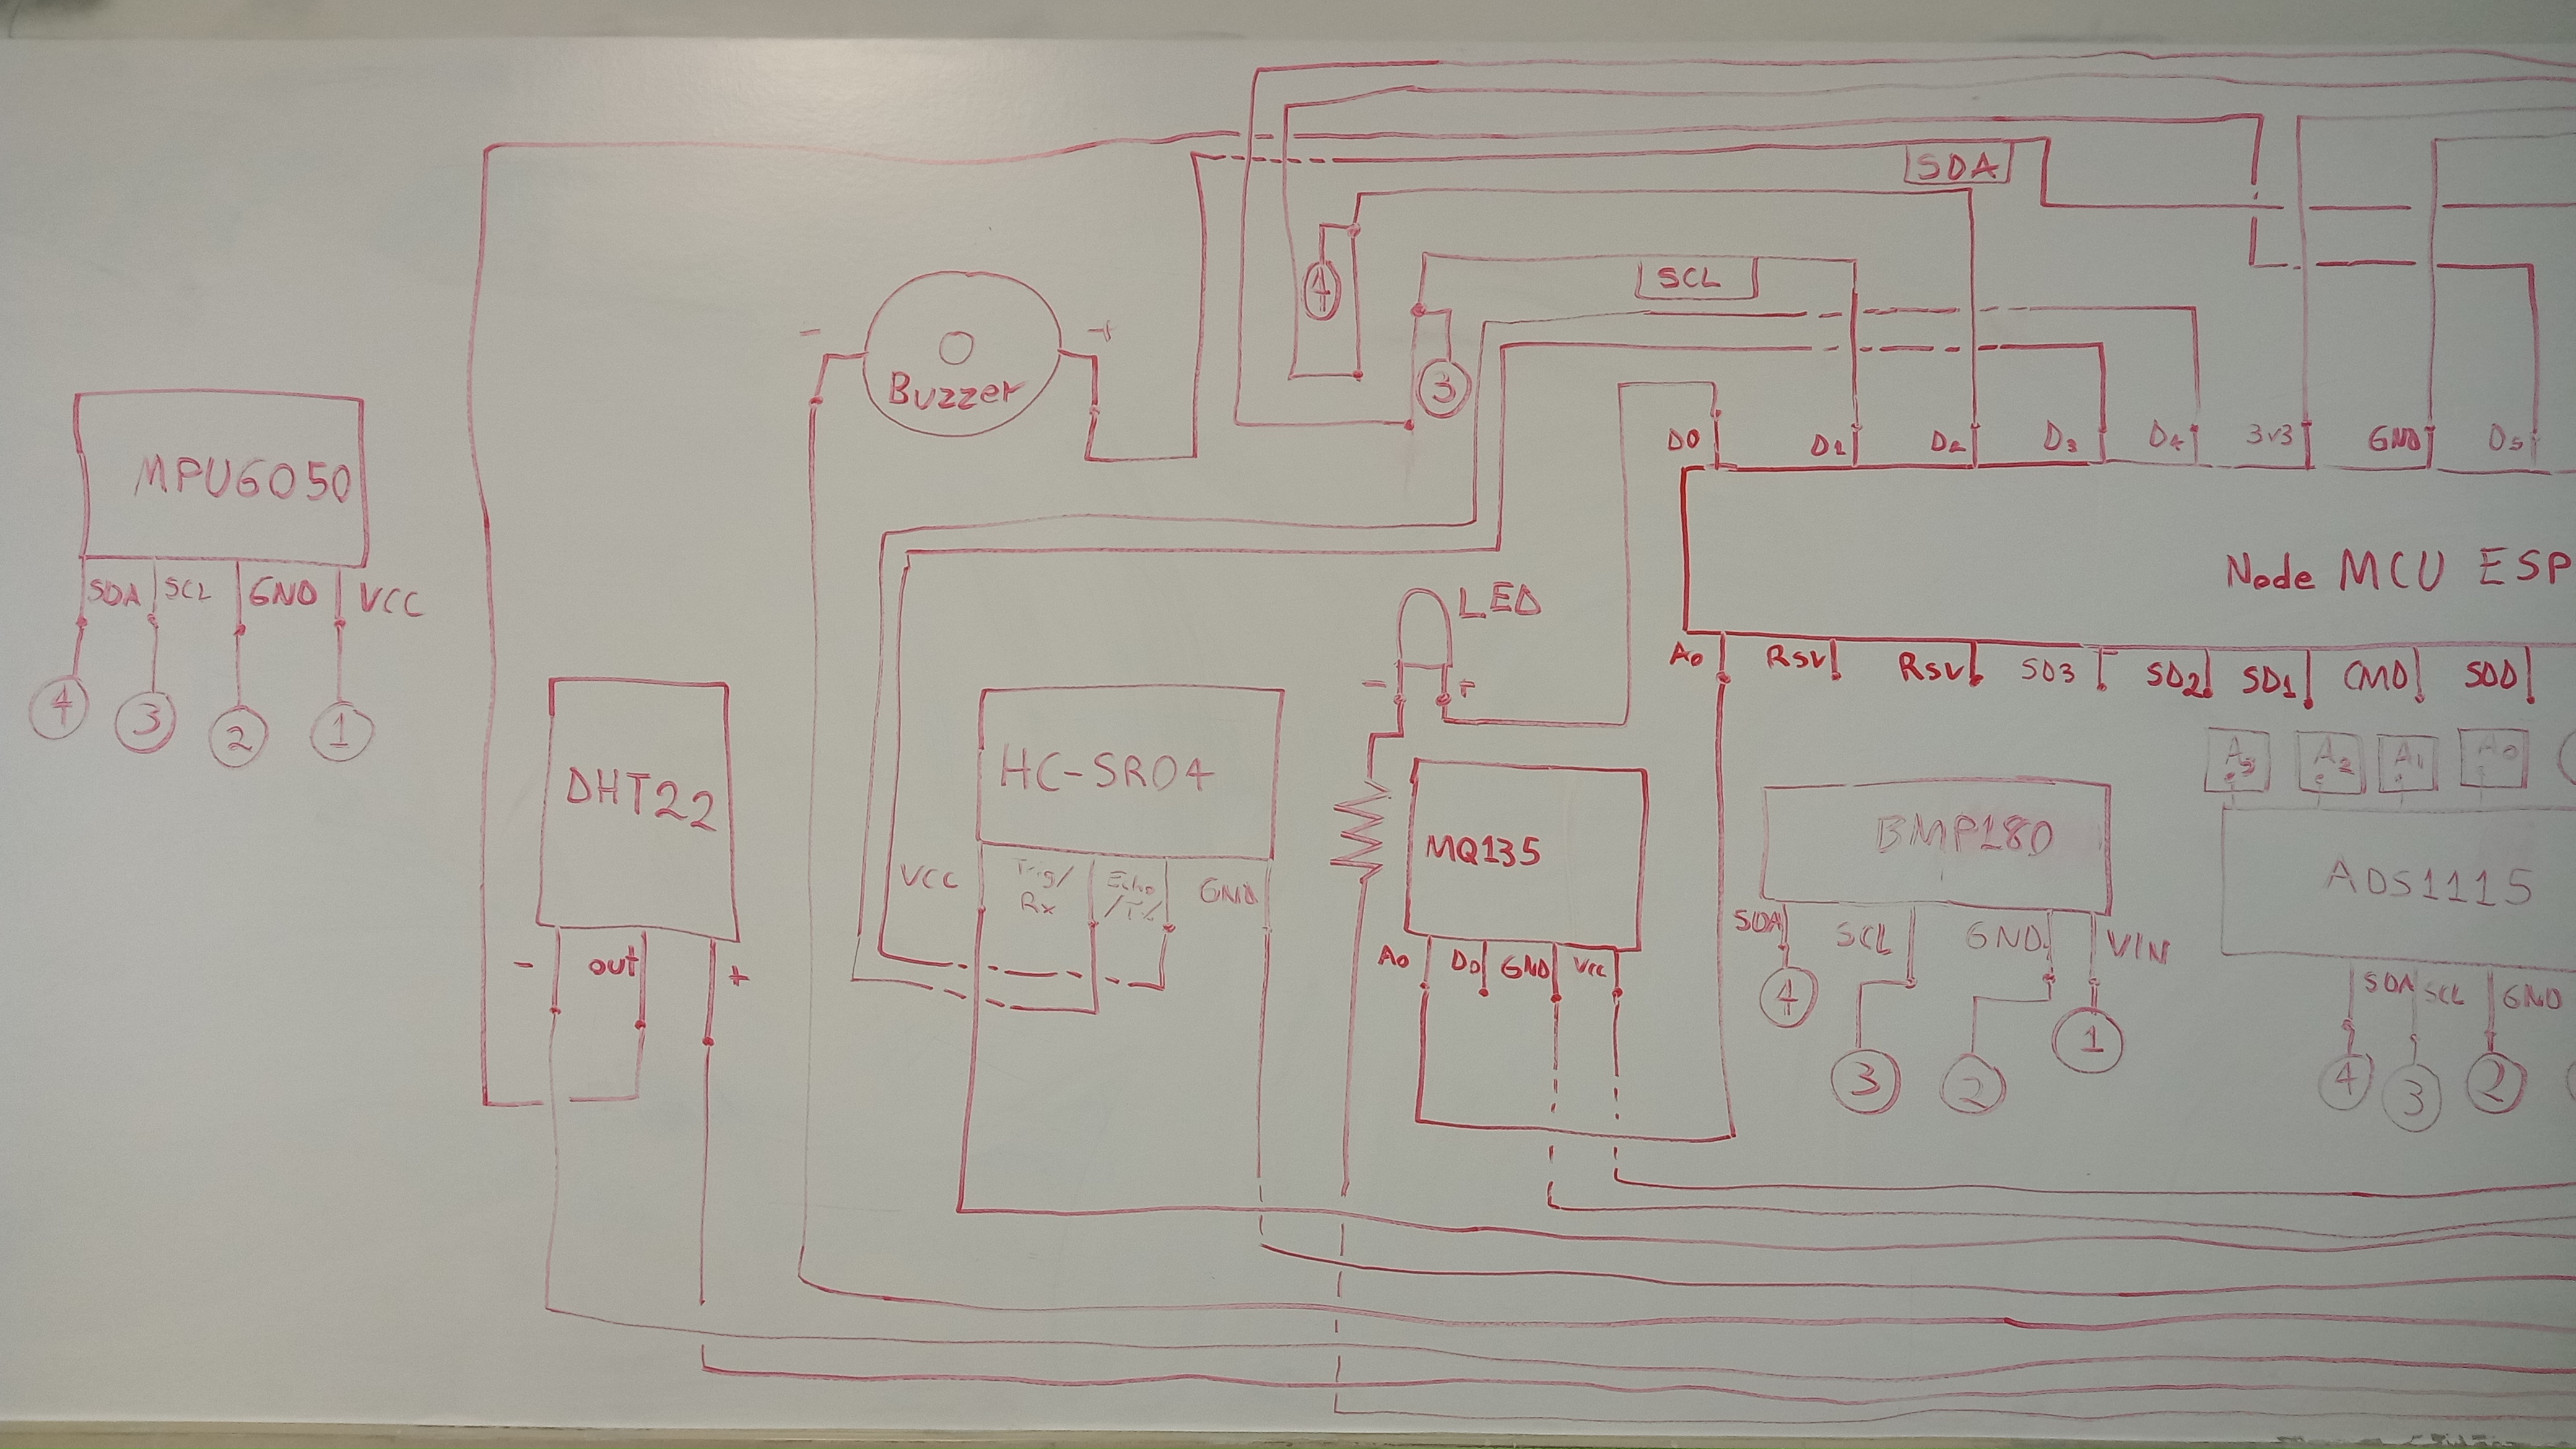 SDA
SCL
4
3
- +
Buzzer
D0 D1 D2 D3 D4 3v3 GND D5
MPU6050
SDA SCL GND VCC
4 3 2 1
Node MCU ESP
LED
- +
A0 RSV RSV SD3 SD2 SD1 CMD SDD
DHT22
- out +
HC-SR04
VCC Trig/ Echo GND
Rx
MQ135
A0 D0 GND VCC
A3 A2 A1 A0
BMP180
SDA SCL GND VIN
4 3 2 1
ADS1115
SDA SCL GND
4 3 2